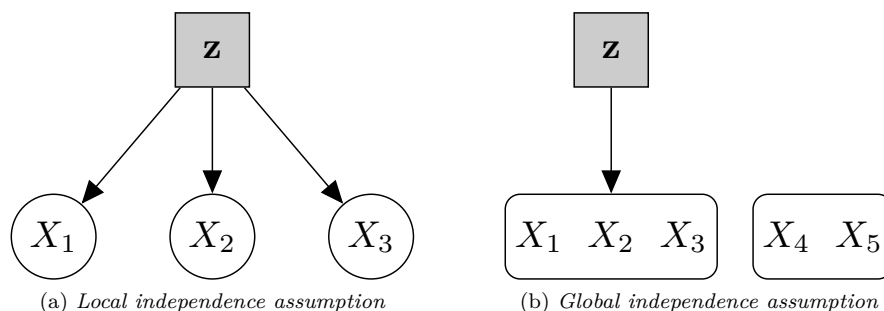 z
z
X₁ X₂ X₃
X₁ X₂ X₃ X₄ X₅
(a) Local independence assumption
(b) Global independence assumption